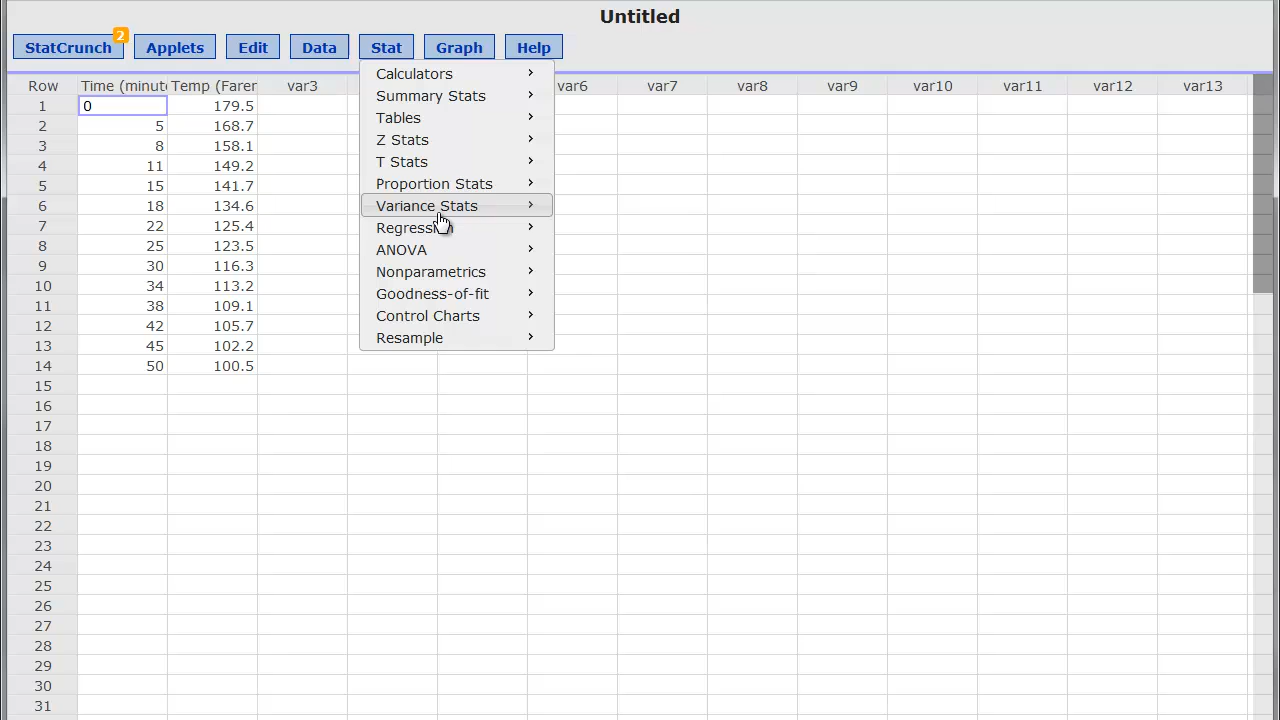 Untitled
StatCrunch 2 Applets Edit Data Stat Graph Help
Calculators
Summary Stats
Tables
Z Stats
T Stats
Proportion Stats
Variance Stats
ANOVA
Nonparametrics
Goodness-of-fit
Control Charts
Resample
Row Time (minut Temp (Farer var3 var6 var7 var8 var9 var10 var11 var12 var13
1 0 179.5
2 5 168.7
3 8 158.1
4 11 149.2
5 15 141.7
6 18 134.6
7 22 125.4
8 25 123.5
9 30 116.3
10 34 113.2
11 38 109.1
12 42 105.7
13 45 102.2
14 50 100.5
15
16
17
18
19
20
21
22
23
24
25
26
27
28
29
30
31